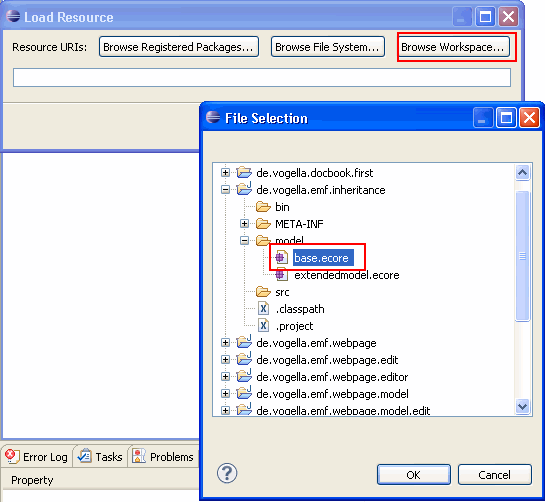 Load Resource
Resource URIs: Browse Registered Packages... Browse File System... Browse Workspace...
File Selection
de.vogella.docbook.first
de.vogella.emf.inheritance
bin
META-INF
model
base.ecore
extendedmodel.ecore
src
.classpath
.project
de.vogella.emf.webpage
de.vogella.emf.webpage.edit
de.vogella.emf.webpage.editor
de.vogella.emf.webpage.model
de.vogella.emf.webpage.model.edit
Error Log Tasks Problems
Property
OK Cancel